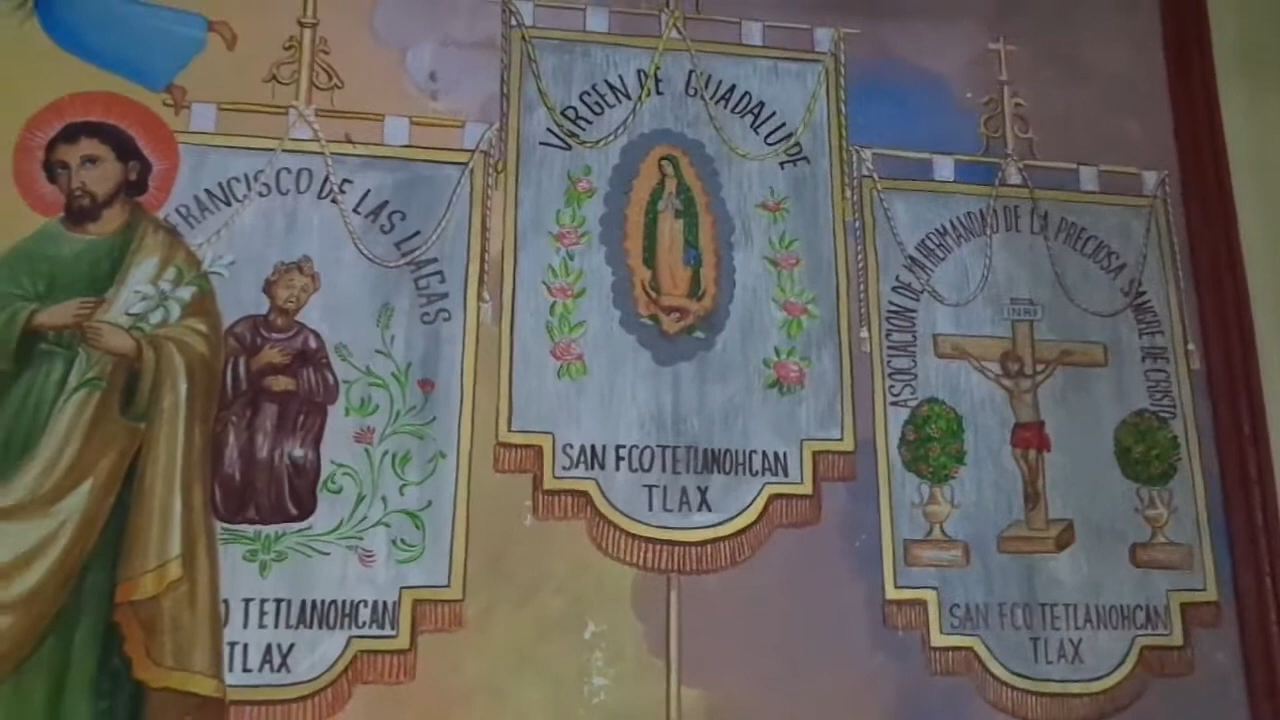 FRANCISCO DE LAS LLAGAS
TETLANOHCAN
TLAX
VIRGEN DE GUADALUPE
SAN FCO TETLANOHCAN
TLAX
ASOCIACION DE LA HERMANDAD DE LA PRECIOSA SANGRE DE CRISTO
INRI
SAN FCO TETLANOHCAN
TLAX